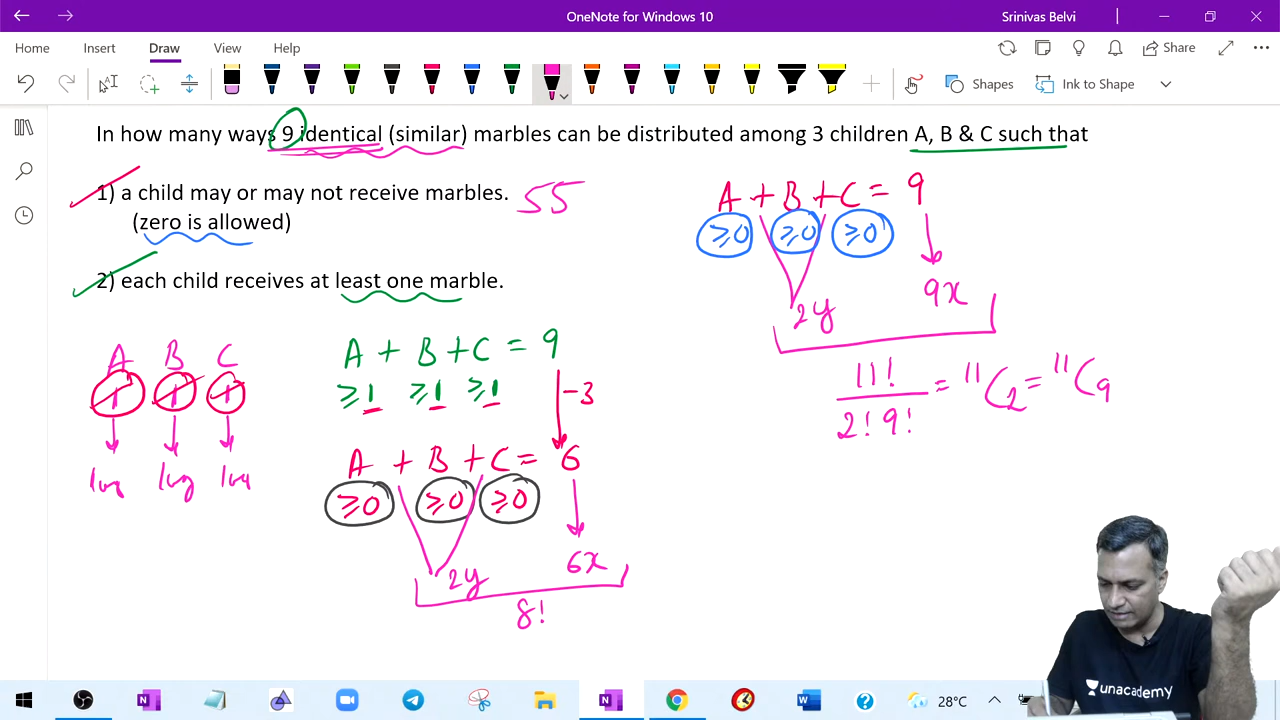 OneNote for Windows 10
Srinivas Belvi
Home Insert Draw View Help
Share
Shapes
Ink to Shape
In how many ways 9 identical (similar) marbles can be distributed among 3 children A, B & C such that
1) a child may or may not receive marbles. 55
(zero is allowed)
2) each child receives at least one marble.
A + B + C = 9
≥0 ≥0 ≥0
2y 9x
11! / 2! 9! = ¹¹C₂ = ¹¹C₉
A B C
1 1 1
A + B + C = 9
≥1 ≥1 ≥1 -3
A + B + C = 6
≥0 ≥0 ≥0
2y 6x
8!
unacademy
28°C